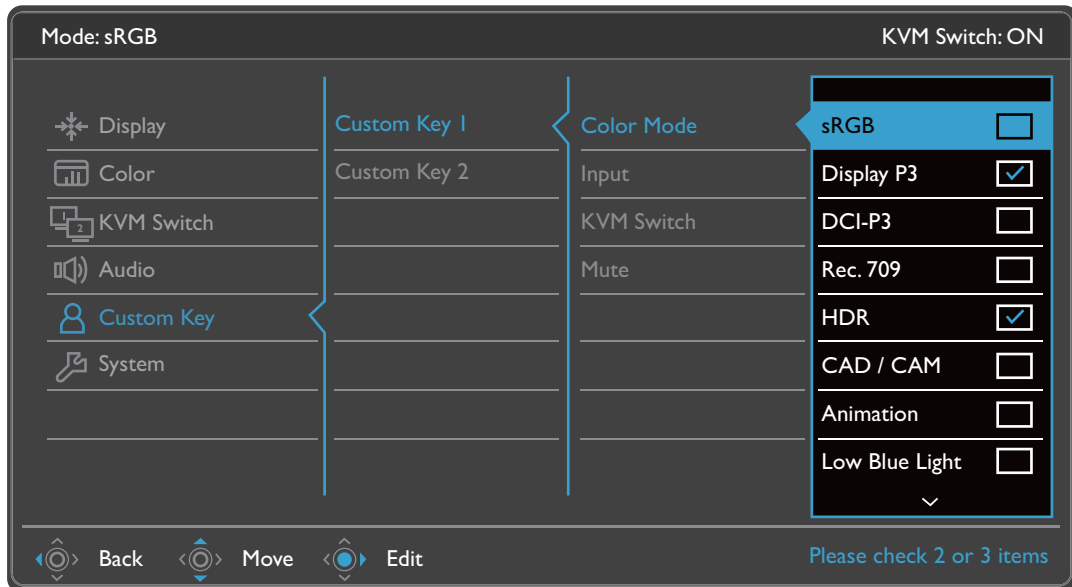 Mode: sRGB
KVM Switch: ON
Display
Color
1
2
KVM Switch
Audio
Custom Key
System
Custom Key 1
Custom Key 2
Color Mode
Input
KVM Switch
Mute
sRGB
Display P3
DCI-P3
Rec. 709
HDR
CAD / CAM
Animation
Low Blue Light
Back
Move
Edit
Please check 2 or 3 items